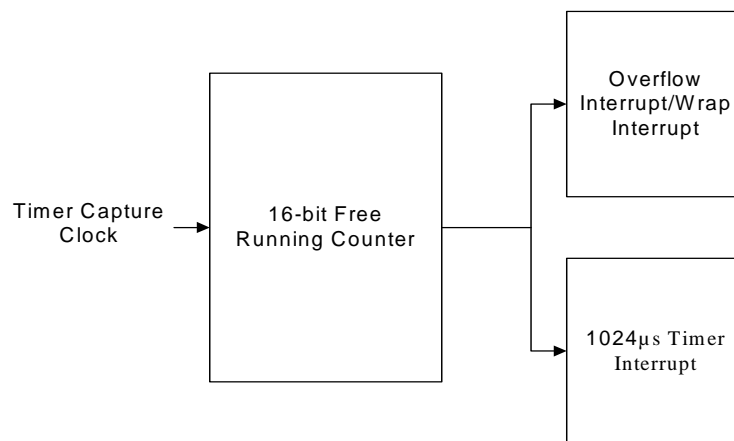 Overflow
Interrupt/Wrap
Interrupt
Timer Capture
Clock
16-bit Free
Running Counter
1024µs Timer
Interrupt